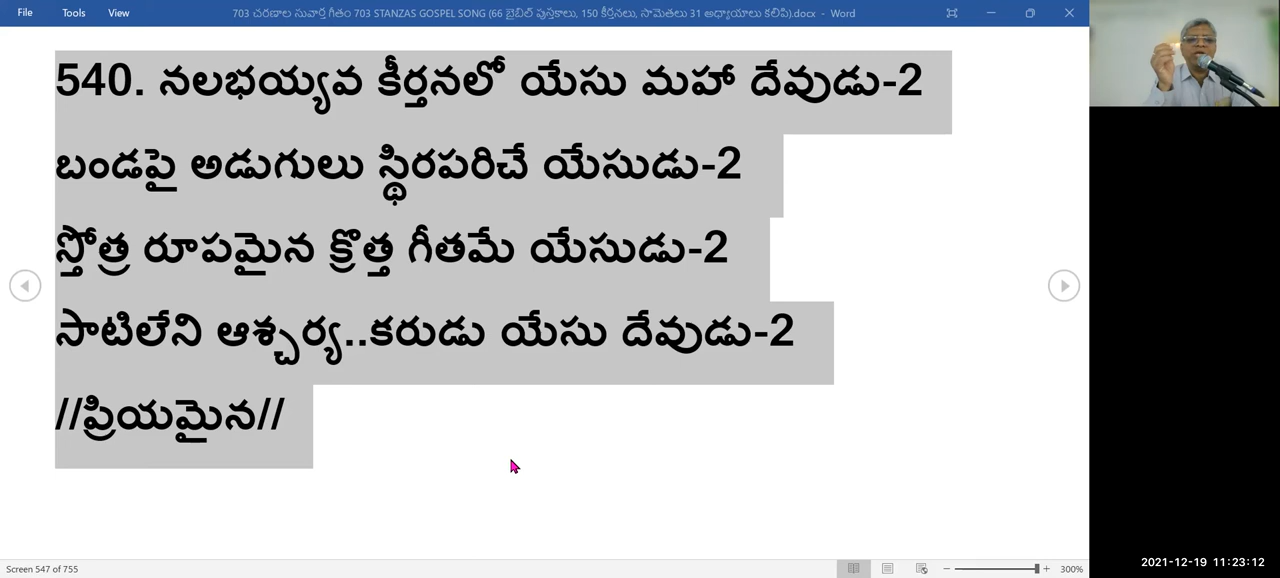 File Tools View 703 చరణాల సువార్త గీతం 703 STANZAS GOSPEL SONG (66 బైబిల్ పుస్తకాలు, 150 కీర్తనలు, సామెతలు 31 అధ్యాయాలు కలిపి).docx - Word
540. నలభయ్యవ కీర్తనలో యేసు మహా దేవుడు-2
బండపై అడుగులు స్థిరపరిచే యేసుడు-2
స్తోత్ర రూపమైన క్రొత్త గీతమే యేసుడు-2
సాటిలేని ఆశ్చర్య..కరుడు యేసు దేవుడు-2
//ప్రియమైన//
2021-12-19 11:23:12
Screen 547 of 755 300%